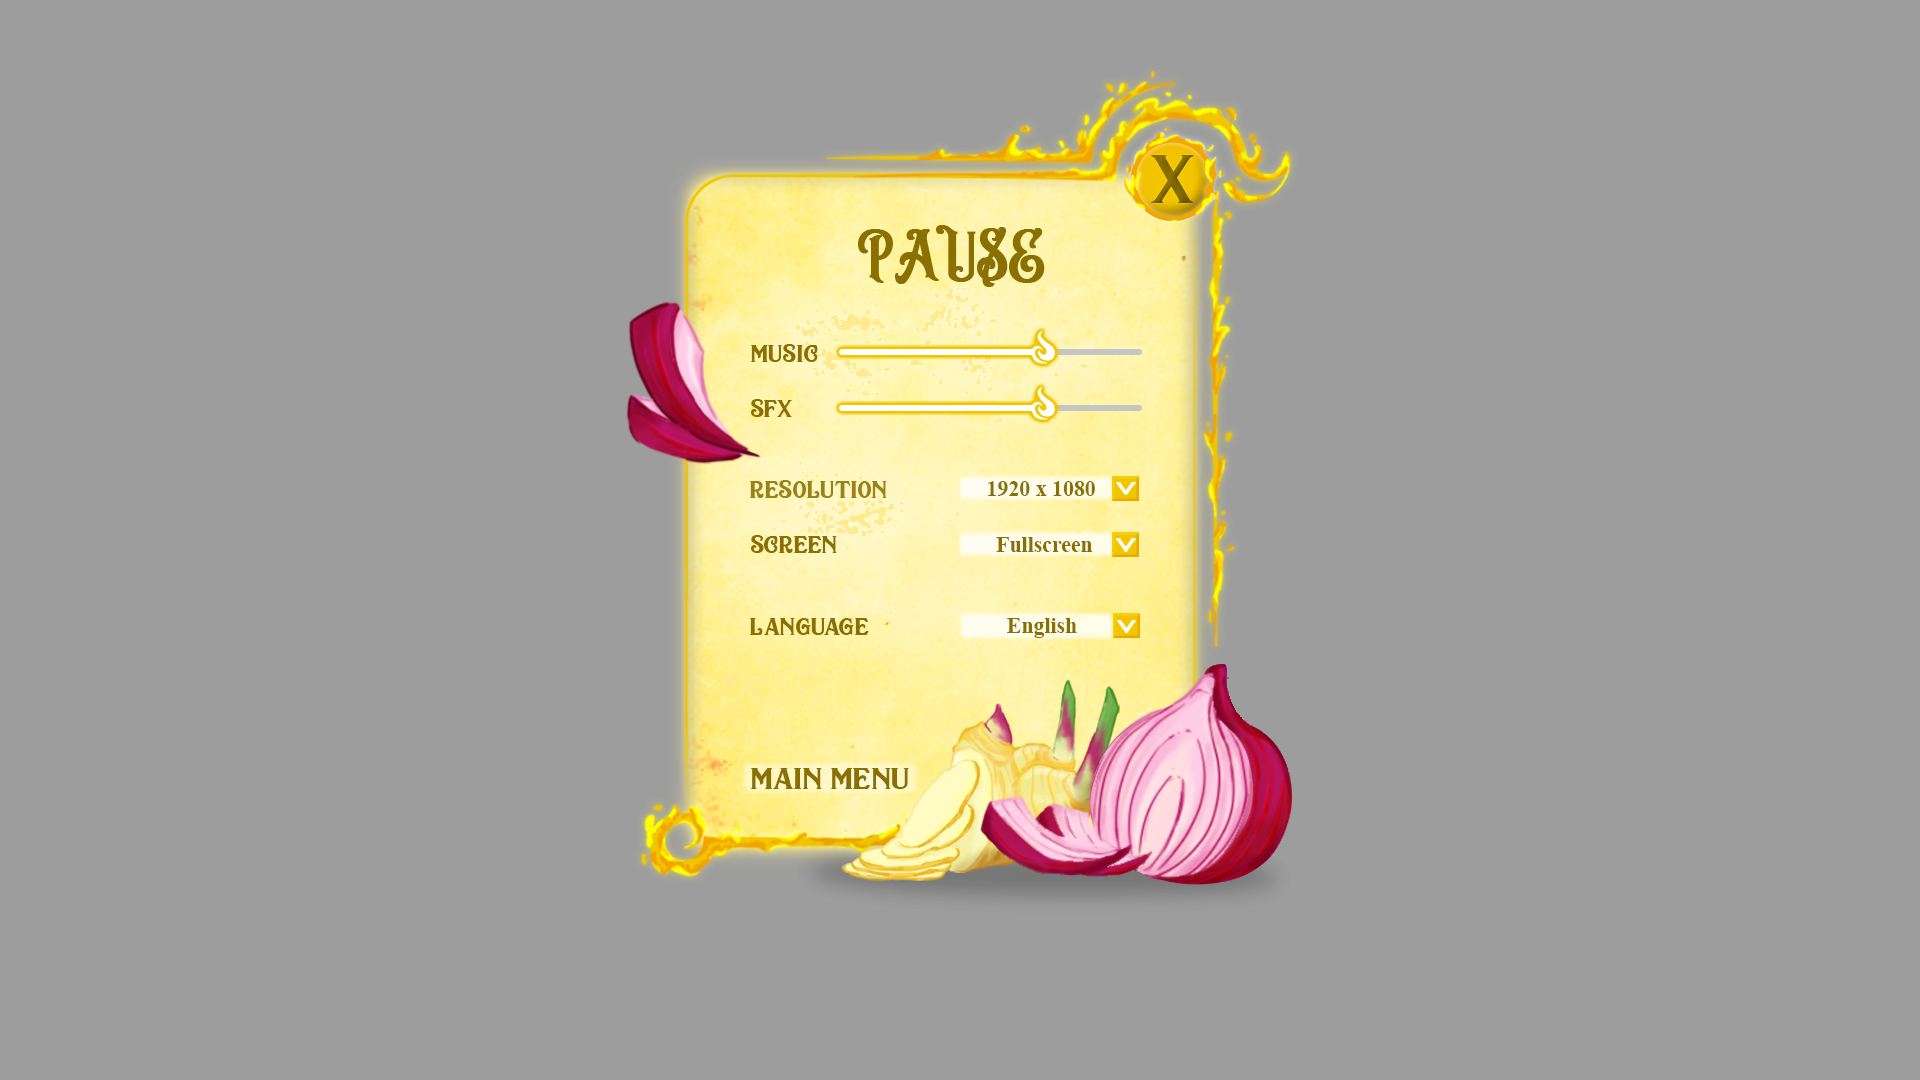 X
PAUSE
MUSIC
SFX
RESOLUTION 1920 x 1080
SCREEN Fullscreen
LANGUAGE English
MAIN MENU